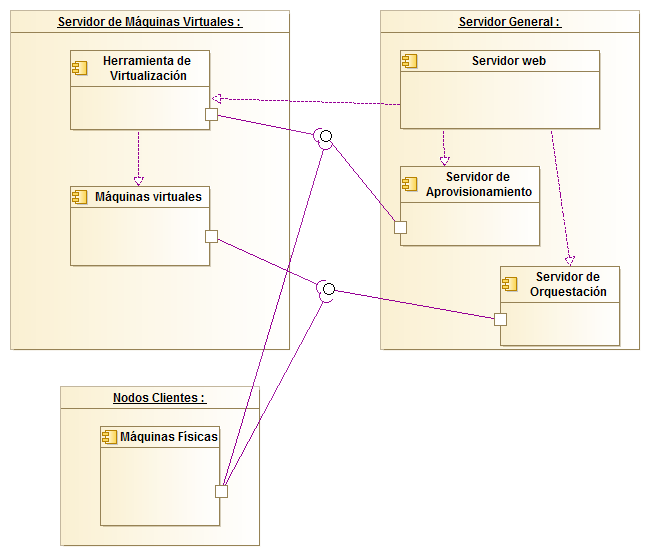 Servidor de Máquinas Virtuales :
Herramienta de
Virtualización
Máquinas virtuales
Servidor General :
Servidor web
Servidor de
Aprovisionamiento
Servidor de
Orquestación
Nodos Clientes :
Máquinas Físicas